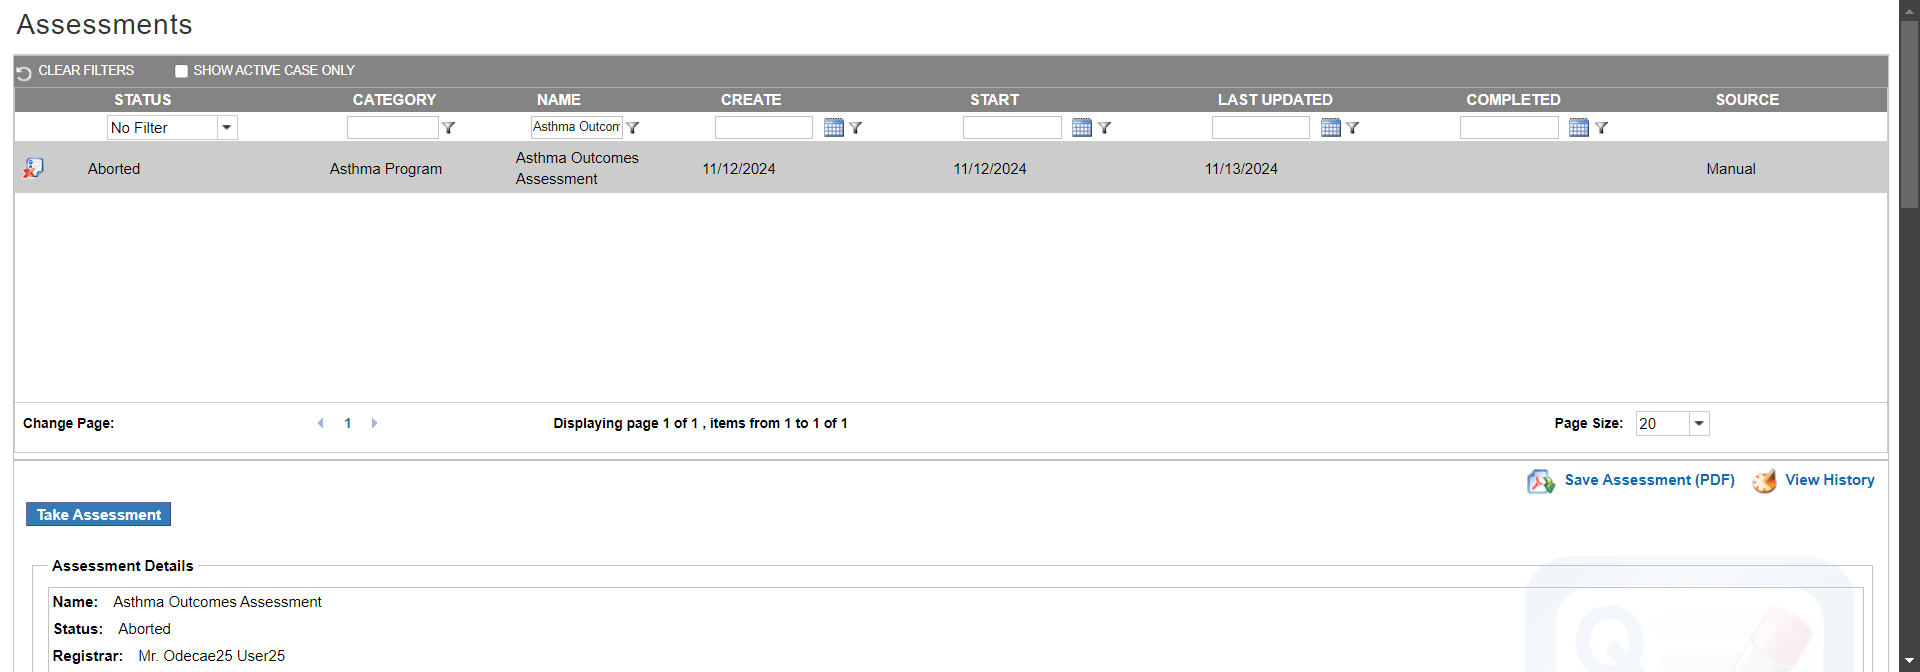 Assessments
CLEAR FILTERS SHOW ACTIVE CASE ONLY
STATUS CATEGORY NAME CREATE START LAST UPDATED COMPLETED SOURCE
No Filter Asthma Outcom
Aborted Asthma Program Asthma Outcomes Assessment 11/12/2024 11/12/2024 11/13/2024 Manual
Change Page: 1 Displaying page 1 of 1 , items from 1 to 1 of 1 Page Size: 20
Save Assessment (PDF) View History
Take Assessment
Assessment Details
Name: Asthma Outcomes Assessment
Status: Aborted
Registrar: Mr. Odecae25 User25